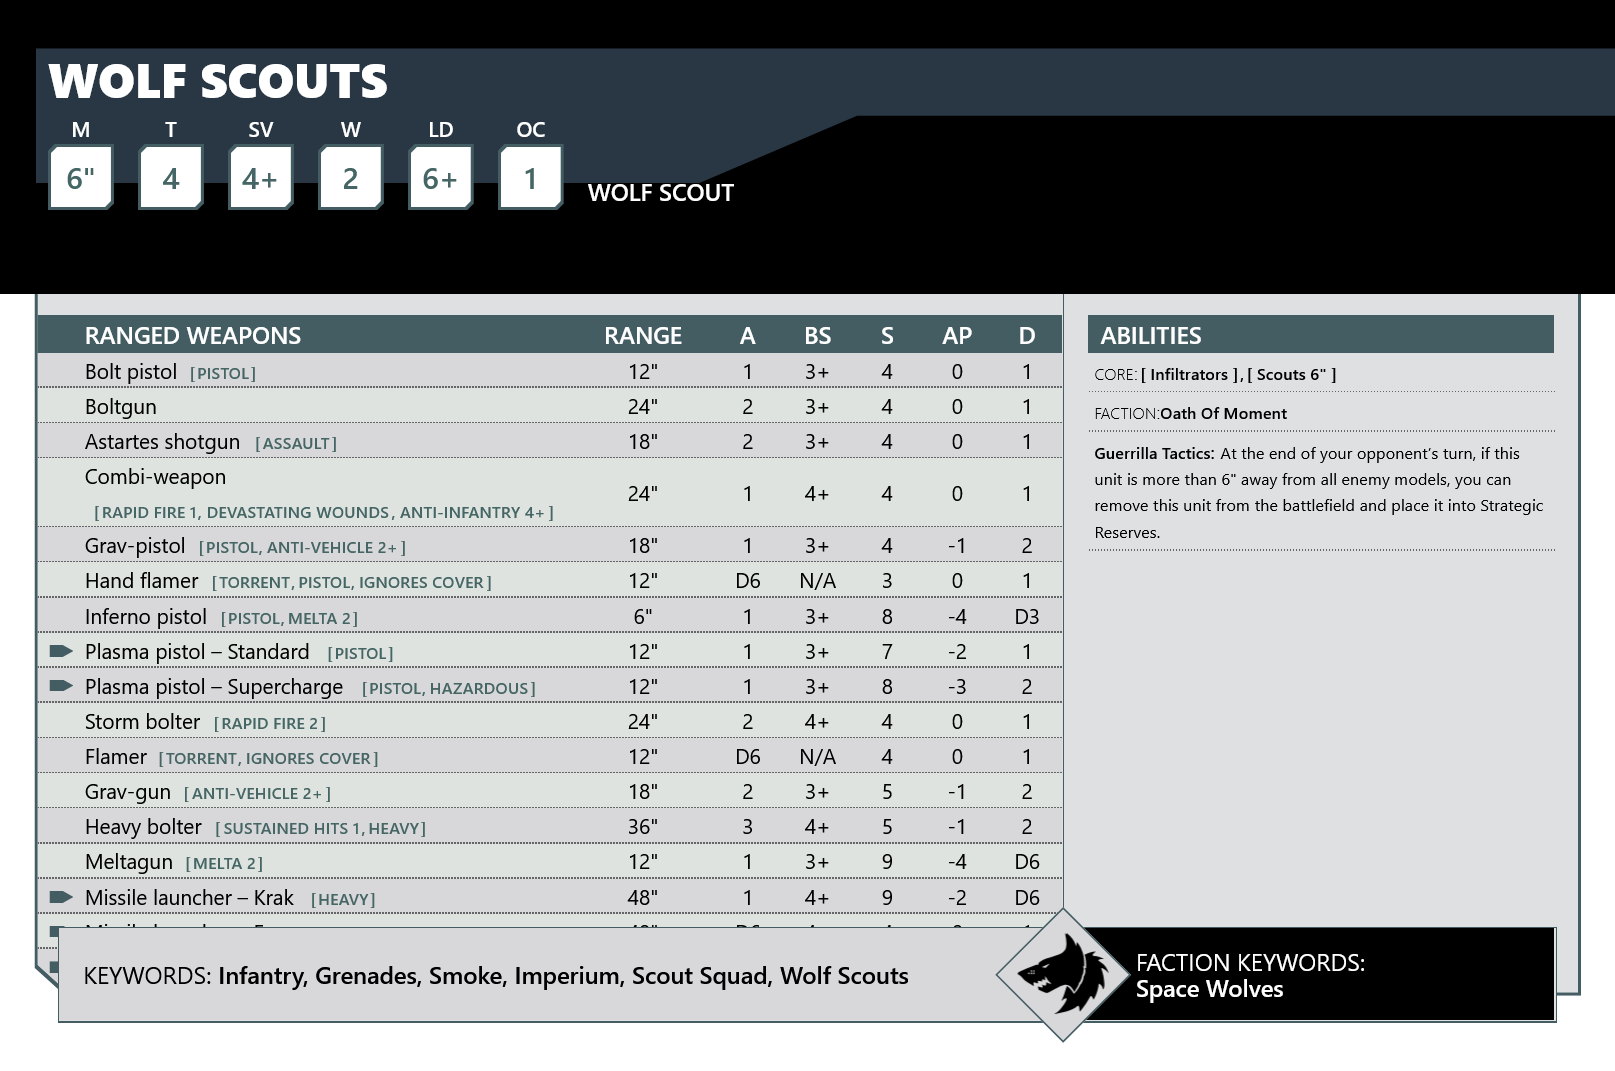 WOLF SCOUTS
M T SV W LD OC
6" 4 4+ 2 6+ 1 WOLF SCOUT
RANGED WEAPONS RANGE A BS S AP D
Bolt pistol [PISTOL] 12" 1 3+ 4 0 1
Boltgun 24" 2 3+ 4 0 1
Astartes shotgun [ASSAULT] 18" 2 3+ 4 0 1
Combi-weapon
[RAPID FIRE 1, DEVASTATING WOUNDS, ANTI-INFANTRY 4+] 24" 1 4+ 4 0 1
Grav-pistol [PISTOL, ANTI-VEHICLE 2+] 18" 1 3+ 4 -1 2
Hand flamer [TORRENT, PISTOL, IGNORES COVER] 12" D6 N/A 3 0 1
Inferno pistol [PISTOL, MELTA 2] 6" 1 3+ 8 -4 D3
Plasma pistol – Standard [PISTOL] 12" 1 3+ 7 -2 1
Plasma pistol – Supercharge [PISTOL, HAZARDOUS] 12" 1 3+ 8 -3 2
Storm bolter [RAPID FIRE 2] 24" 2 4+ 4 0 1
Flamer [TORRENT, IGNORES COVER] 12" D6 N/A 4 0 1
Grav-gun [ANTI-VEHICLE 2+] 18" 2 3+ 5 -1 2
Heavy bolter [SUSTAINED HITS 1, HEAVY] 36" 3 4+ 5 -1 2
Meltagun [MELTA 2] 12" 1 3+ 9 -4 D6
Missile launcher – Krak [HEAVY] 48" 1 4+ 9 -2 D6
ABILITIES
CORE: [ Infiltrators ], [ Scouts 6" ]
FACTION:Oath Of Moment
Guerrilla Tactics: At the end of your opponent's turn, if this
unit is more than 6" away from all enemy models, you can
remove this unit from the battlefield and place it into Strategic
Reserves.
KEYWORDS: Infantry, Grenades, Smoke, Imperium, Scout Squad, Wolf Scouts
FACTION KEYWORDS:
Space Wolves